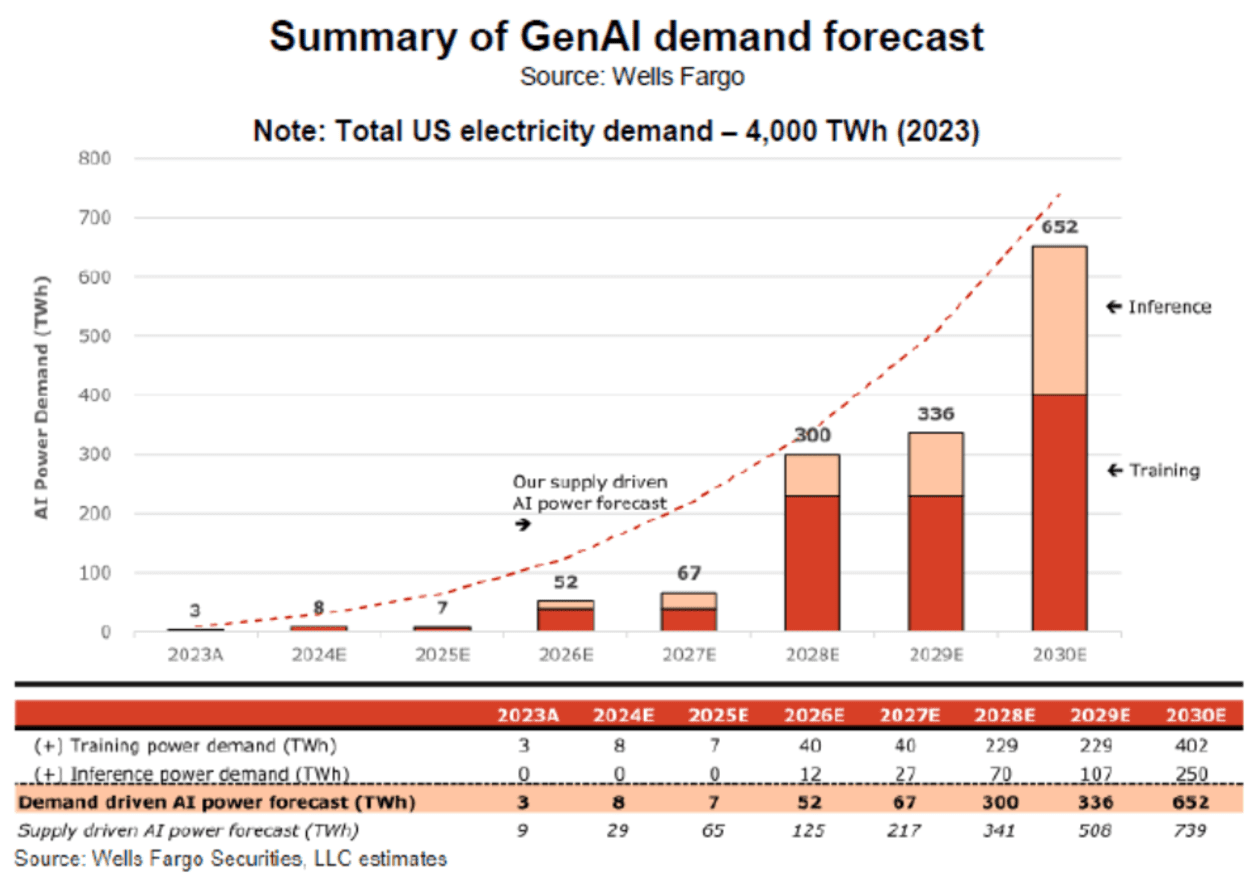 Summary of GenAI demand forecast
Source: Wells Fargo
Note: Total US electricity demand – 4,000 TWh (2023)
AI Power Demand (TWh)
800
700
600
500
400
300
200
100
0
Our supply driven
AI power forecast
➔
3
8
7
52
67
300
336
652
🡰 Inference
🡰 Training
2023A 2024E 2025E 2026E 2027E 2028E 2029E 2030E
2023A 2024E 2025E 2026E 2027E 2028E 2029E 2030E
(+) Training power demand (TWh) 3 8 7 40 40 229 229 402
(+) Inference power demand (TWh) 0 0 0 12 27 70 107 250
Demand driven AI power forecast (TWh) 3 8 7 52 67 300 336 652
Supply driven AI power forecast (TWh) 9 29 65 125 217 341 508 739
Source: Wells Fargo Securities, LLC estimates